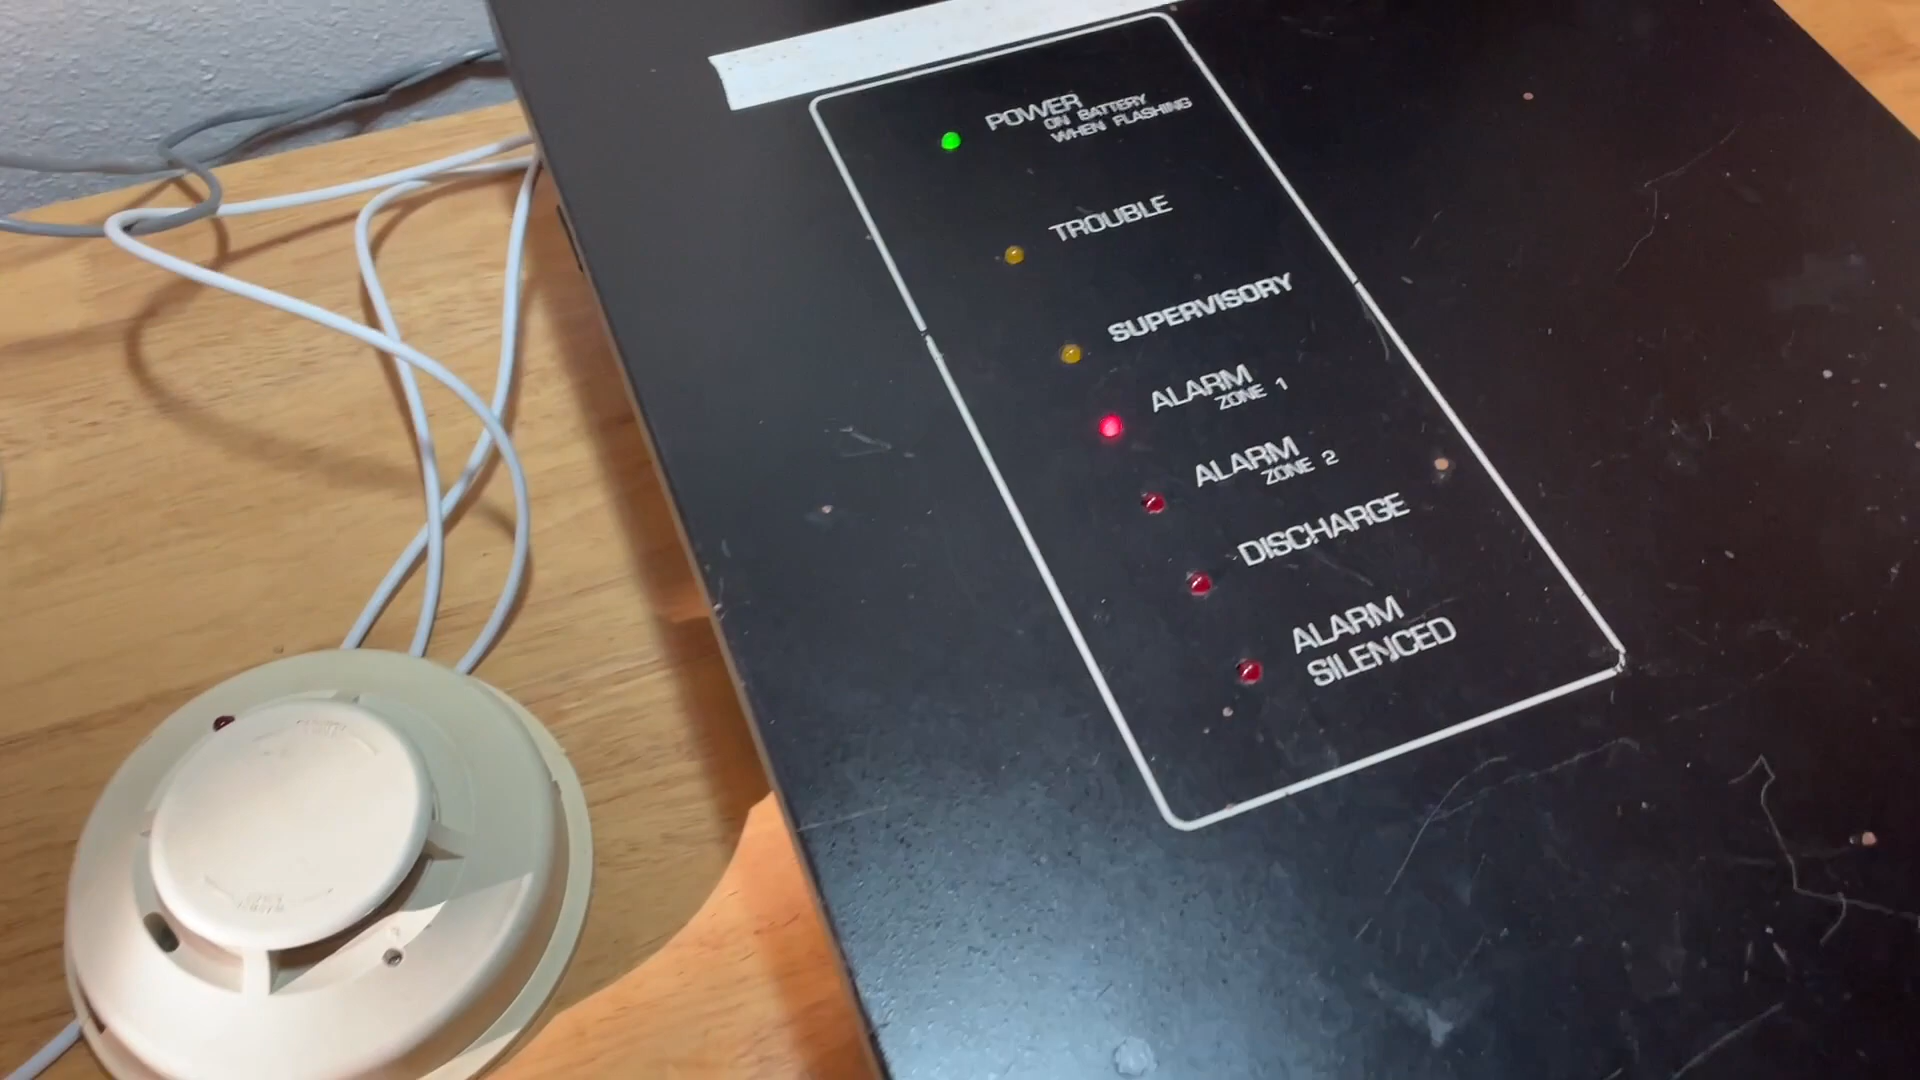 POWER
ON BATTERY
WHEN FLASHING
TROUBLE
SUPERVISORY
ALARM
ZONE 1
ALARM
ZONE 2
DISCHARGE
ALARM
SILENCED